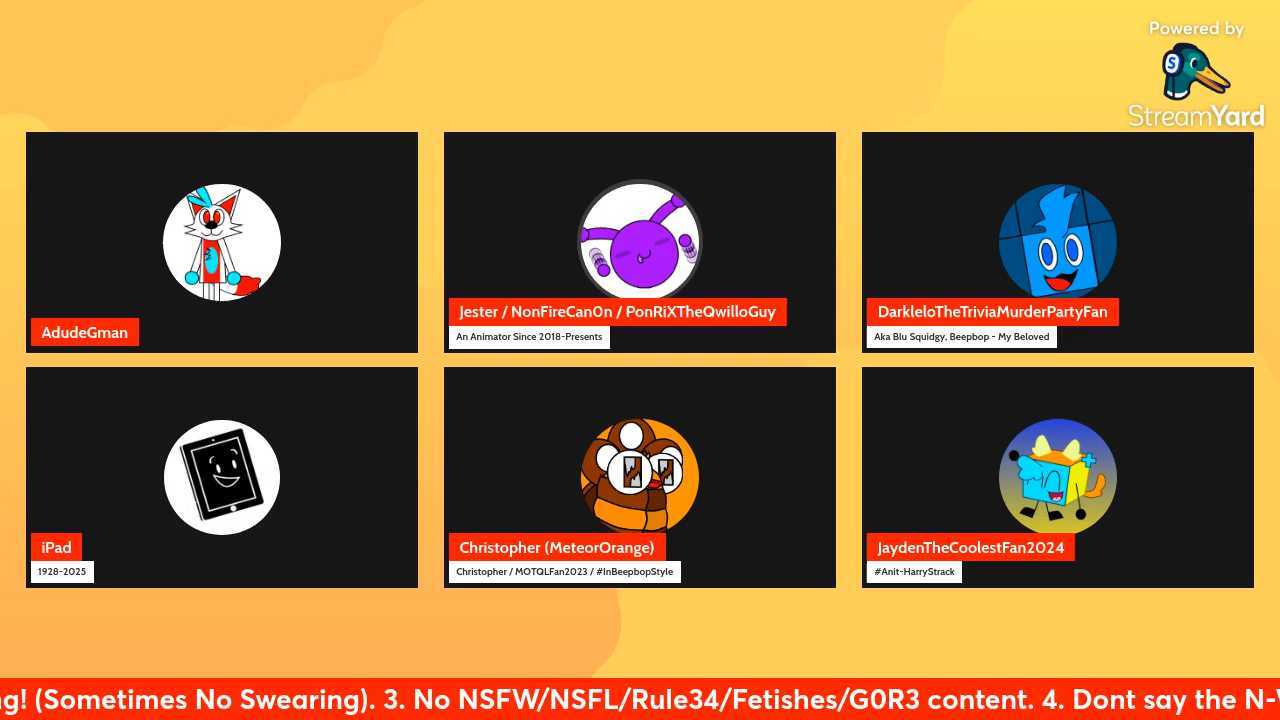 Powered by
S
StreamYard
AdudeGman
Jester / NonFireCan0n / PonRiXTheQwilloGuy
An Animator Since 2018-Presents
DarkleloTheTriviaMurderPartyFan
Aka Blu Squidgy, Beepbop - My Beloved
iPad
1928-2025
Christopher (MeteorOrange)
Christopher / MOTQLFan2023 / #InBeepbopStyle
JaydenTheCoolestFan2024
#Anit-HarryStrack
ng! (Sometimes No Swearing). 3. No NSFW/NSFL/Rule34/Fetishes/G0R3 content. 4. Dont say the N-